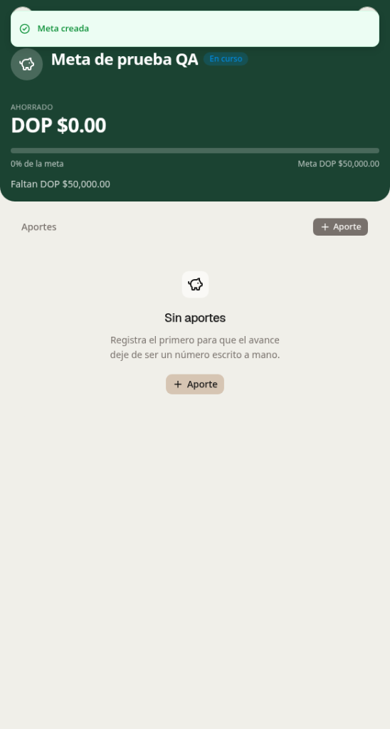 Meta creada
Meta de prueba QA
En curso
AHORRADO
DOP $0.00
0% de la meta
Meta DOP $50,000.00
Faltan DOP $50,000.00
Aportes
+ Aporte
Sin aportes
Registra el primero para que el avance
deje de ser un número escrito a mano.
+ Aporte